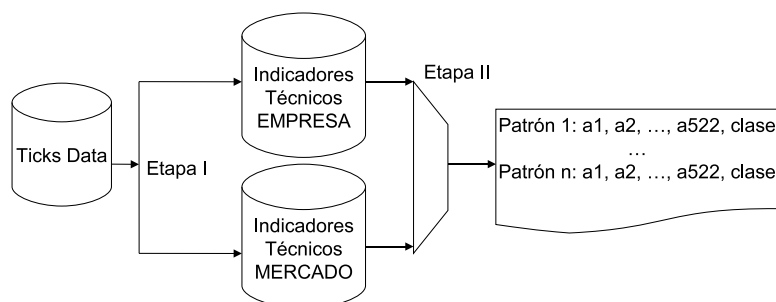 Ticks Data
Etapa I
Indicadores
Técnicos
EMPRESA
Indicadores
Técnicos
MERCADO
Etapa II
Patrón 1: a1, a2, …, a522, clase
…
Patrón n: a1, a2, …, a522, clase